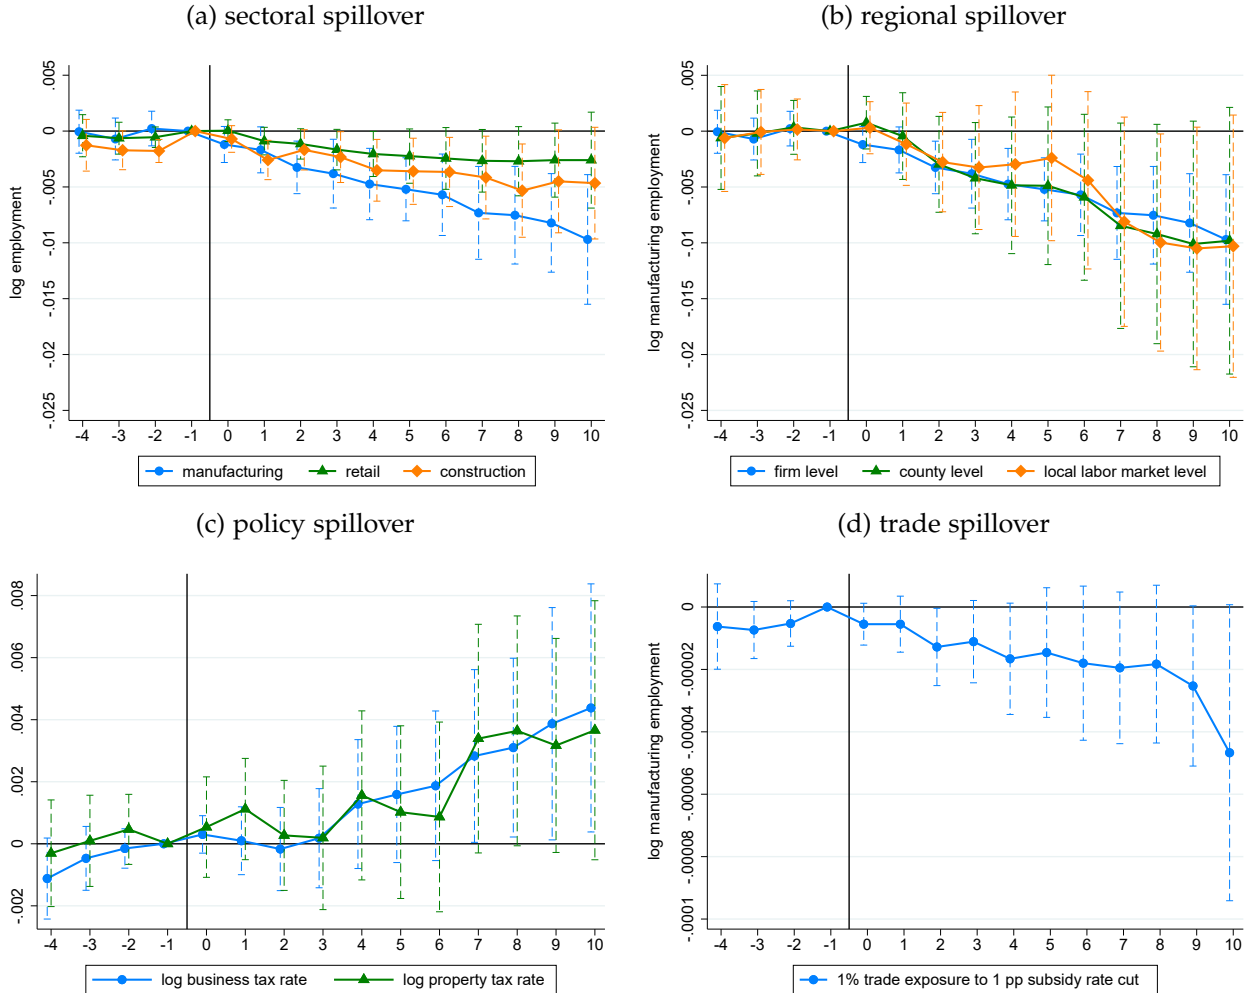 (a) sectoral spillover
(b) regional spillover
log employment
.005
0
-.005
-.01
-.015
-.02
-.025
-4 -3 -2 -1 0 1 2 3 4 5 6 7 8 9 10
manufacturing retail construction
log manufacturing employment
.005
0
-.005
-.01
-.015
-.02
-.025
-4 -3 -2 -1 0 1 2 3 4 5 6 7 8 9 10
firm level county level local labor market level
(c) policy spillover
(d) trade spillover
.008
.006
.004
.002
0
-.002
-4 -3 -2 -1 0 1 2 3 4 5 6 7 8 9 10
log business tax rate log property tax rate
log manufacturing employment
0
-.00002
-.00004
-.00006
-.00008
-.0001
-4 -3 -2 -1 0 1 2 3 4 5 6 7 8 9 10
1% trade exposure to 1 pp subsidy rate cut